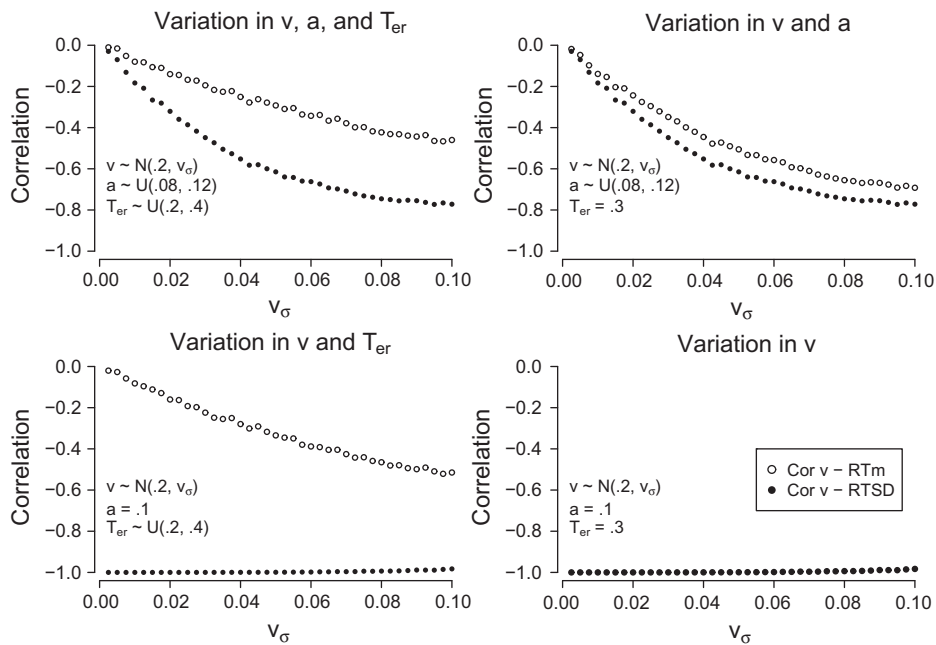 Variation in v, a, and Ter
Correlation
0.0
−0.2
−0.4
−0.6
−0.8
−1.0
v ~ N(.2, vσ)
a ~ U(.08, .12)
Ter ~ U(.2, .4)
0.00 0.02 0.04 0.06 0.08 0.10
vσ
Variation in v and a
Correlation
0.0
−0.2
−0.4
−0.6
−0.8
−1.0
v ~ N(.2, vσ)
a ~ U(.08, .12)
Ter = .3
0.00 0.02 0.04 0.06 0.08 0.10
vσ
Variation in v and Ter
Correlation
0.0
−0.2
−0.4
−0.6
−0.8
−1.0
v ~ N(.2, vσ)
a = .1
Ter ~ U(.2, .4)
0.00 0.02 0.04 0.06 0.08 0.10
vσ
Variation in v
Correlation
0.0
−0.2
−0.4
−0.6
−0.8
−1.0
v ~ N(.2, vσ)
a = .1
Ter = .3
Cor v − RTm
Cor v − RTSD
0.00 0.02 0.04 0.06 0.08 0.10
vσ